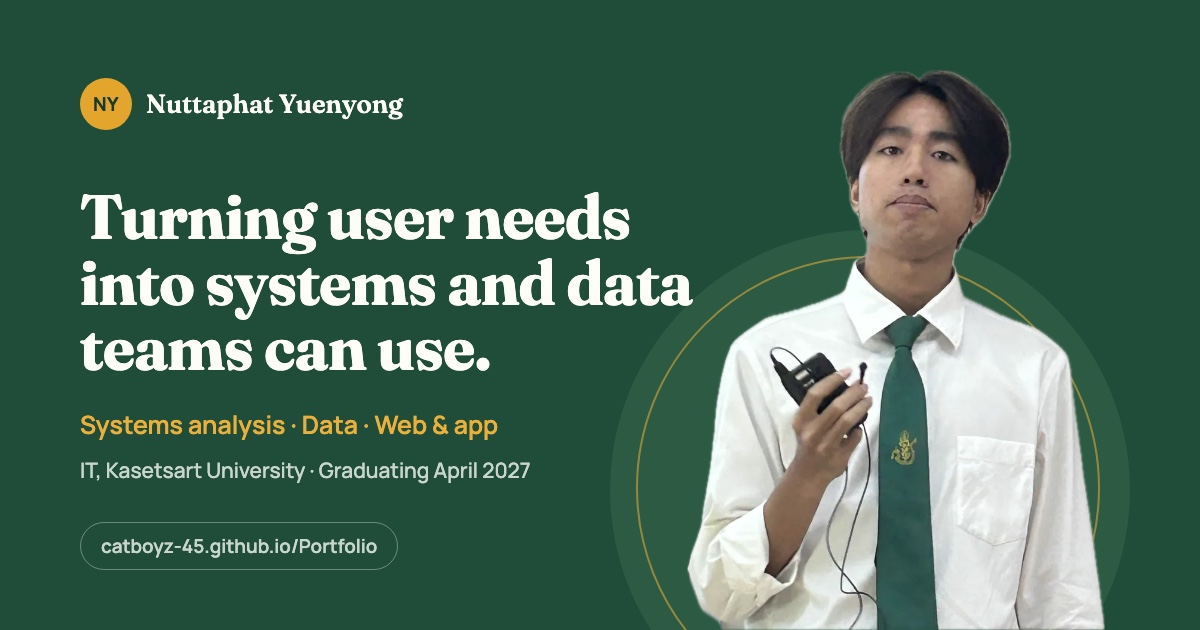 NY
Nuttaphat Yuenyong
Turning user needs
into systems and data
teams can use.
Systems analysis · Data · Web & app
IT, Kasetsart University · Graduating April 2027
catboyz-45.github.io/Portfolio